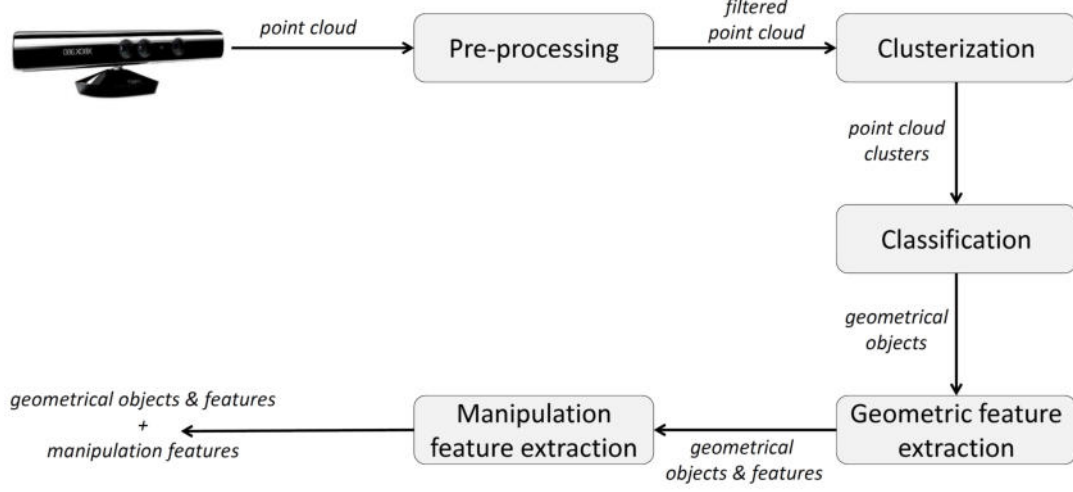 point cloud
Pre-processing
filtered
point cloud
Clusterization
point cloud
clusters
Classification
geometrical
objects
Geometric feature
extraction
geometrical
objects & features
Manipulation
feature extraction
geometrical objects & features
+
manipulation features